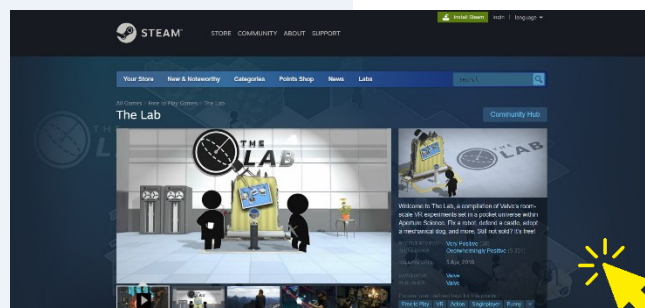 STEAM
STORE COMMUNITY ABOUT SUPPORT
Install Steam login | language
Your Store New & Noteworthy Categories Points Shop News Labs
search
All Games > Free to Play Games > The Lab
The Lab
Community Hub
THE LAB
LAB
Welcome to The Lab, a compilation of Valve's room-
scale VR experiments set in a pocket universe within
Aperture Science. Fix a robot, defend a castle, adopt
a mechanical dog, and more. Still not sold? It's free!
Very Positive
Overwhelmingly Positive
5 Apr, 2016
Valve
Valve
Free to Play VR Action Singleplayer Funny +